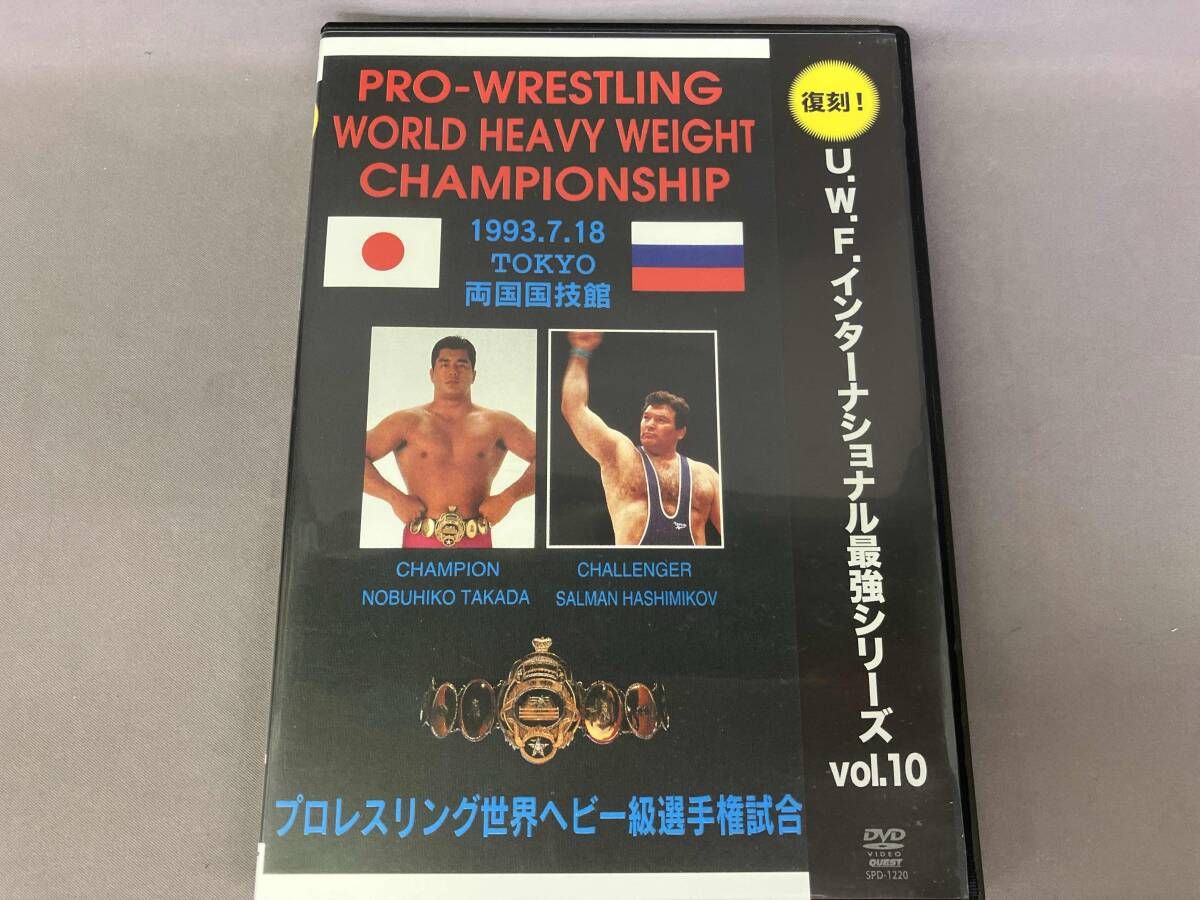 PRO-WRESTLING
WORLD HEAVY WEIGHT
CHAMPIONSHIP
1993.7.18
TOKYO
両国国技館
CHAMPION
NOBUHIKO TAKADA
CHALLENGER
SALMAN HASHIMIKOV
プロレスリング世界ヘビー級選手権試合
復刻!
U.W.F.インターナショナル最強シリーズ
vol.10
DVD
VIDEO
QUEST
SPD-1220